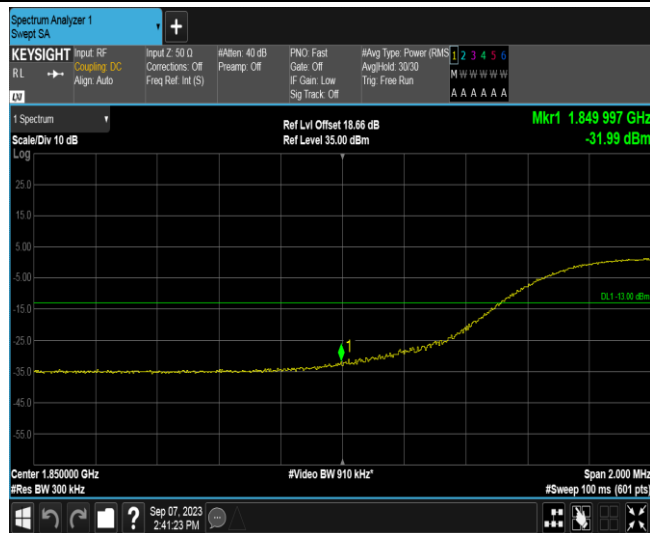 Spectrum Analyzer 1
Swept SA
+
KEYSIGHT
RL
LXI
Input: RF
Coupling: DC
Align: Auto
Input Z: 50 Ω
Corrections: Off
Freq Ref: Int (S)
#Atten: 40 dB
Preamp: Off
PNO: Fast
Gate: Off
IF Gain: Low
Sig Track: Off
#Avg Type: Power (RMS
Avg|Hold: 30/30
Trig: Free Run
1 2 3 4 5 6
M W W W W W
A A A A A A
1 Spectrum
Scale/Div 10 dB
Log
Ref Lvl Offset 18.66 dB
Ref Level 35.00 dBm
Mkr1 1.849 997 GHz
-31.99 dBm
25.0
15.0
5.00
-5.00
-15.0
-25.0
-35.0
-45.0
-55.0
DL1 -13.00 dBm
1
Center 1.850000 GHz
#Res BW 300 kHz
#Video BW 910 kHz*
Span 2.000 MHz
#Sweep 100 ms (601 pts)
?
Sep 07, 2023
2:41:23 PM